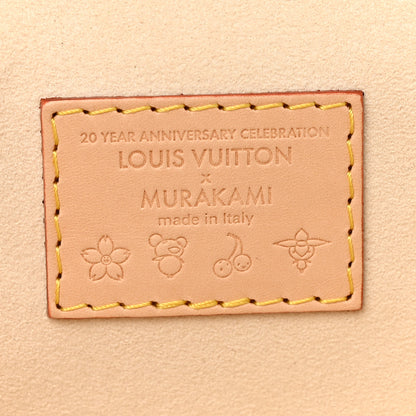 20 YEAR ANNIVERSARY CELEBRATION
LOUIS VUITTON
x
MURAKAMI
made in Italy